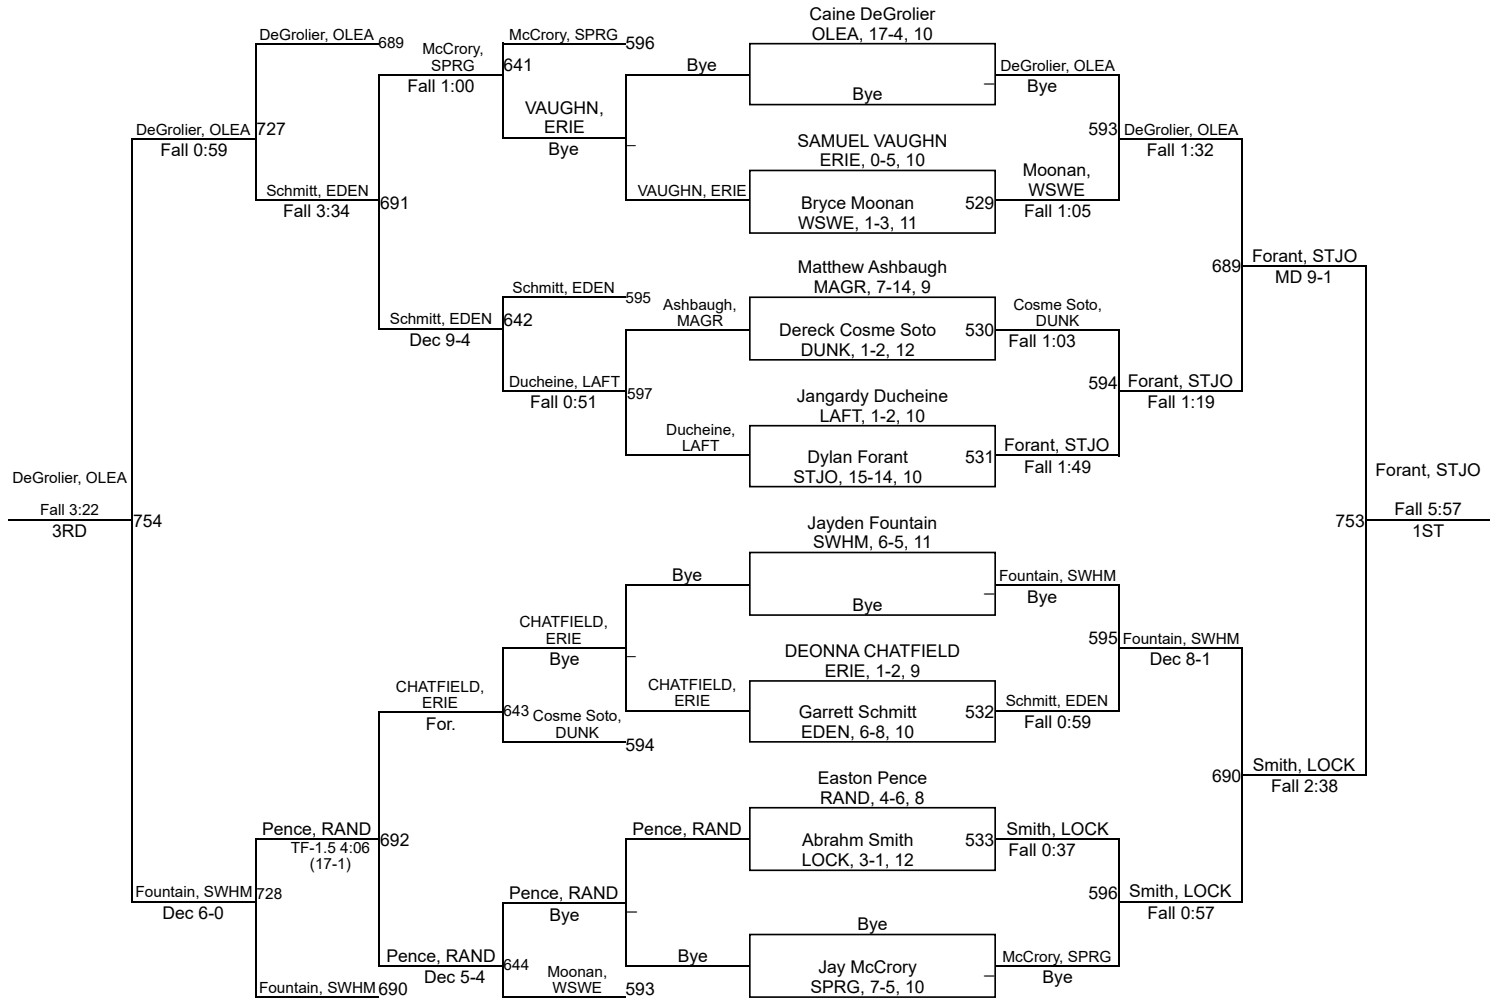 Caine DeGrolier
OLEA, 17-4, 10
DeGrolier, OLEA
689
McCrory,
SPRG
Fall 1:00
McCrory, SPRG
596
641
Bye
Bye
DeGrolier, OLEA
Bye
VAUGHN,
ERIE
Bye
DeGrolier, OLEA
727
Fall 0:59
593
DeGrolier, OLEA
Fall 1:32
SAMUEL VAUGHN
ERIE, 0-5, 10
Schmitt, EDEN
Fall 3:34
691
VAUGHN, ERIE
Bryce Moonan
WSWE, 1-3, 11
529
Moonan,
WSWE
Fall 1:05
Matthew Ashbaugh
MAGR, 7-14, 9
689
Forant, STJO
MD 9-1
Schmitt, EDEN
595
Ashbaugh,
MAGR
Dereck Cosme Soto
DUNK, 1-2, 12
530
Cosme Soto,
DUNK
Fall 1:03
Schmitt, EDEN
642
Dec 9-4
Ducheine, LAFT
Fall 0:51
597
594
Forant, STJO
Fall 1:19
Jangardy Ducheine
LAFT, 1-2, 10
Ducheine,
LAFT
Dylan Forant
STJO, 15-14, 10
531
Forant, STJO
Fall 1:49
DeGrolier, OLEA
Fall 3:22
3RD
754
Forant, STJO
753
Fall 5:57
1ST
Jayden Fountain
SWHM, 6-5, 11
Bye
Bye
Fountain, SWHM
Bye
CHATFIELD,
ERIE
Bye
595
Fountain, SWHM
Dec 8-1
DEONNA CHATFIELD
ERIE, 1-2, 9
CHATFIELD,
ERIE
For.
643
Cosme Soto,
DUNK
594
CHATFIELD,
ERIE
Garrett Schmitt
EDEN, 6-8, 10
532
Schmitt, EDEN
Fall 0:59
690
Smith, LOCK
Fall 2:38
Easton Pence
RAND, 4-6, 8
Pence, RAND
TF-1.5 4:06
(17-1)
692
Pence, RAND
Abrahm Smith
LOCK, 3-1, 12
533
Smith, LOCK
Fall 0:37
Fountain, SWHM
728
Dec 6-0
Pence, RAND
Bye
596
Smith, LOCK
Fall 0:57
Bye
Pence, RAND
Dec 5-4
644
Bye
Jay McCrory
SPRG, 7-5, 10
McCrory, SPRG
Bye
Fountain, SWHM
690
Moonan,
WSWE
593